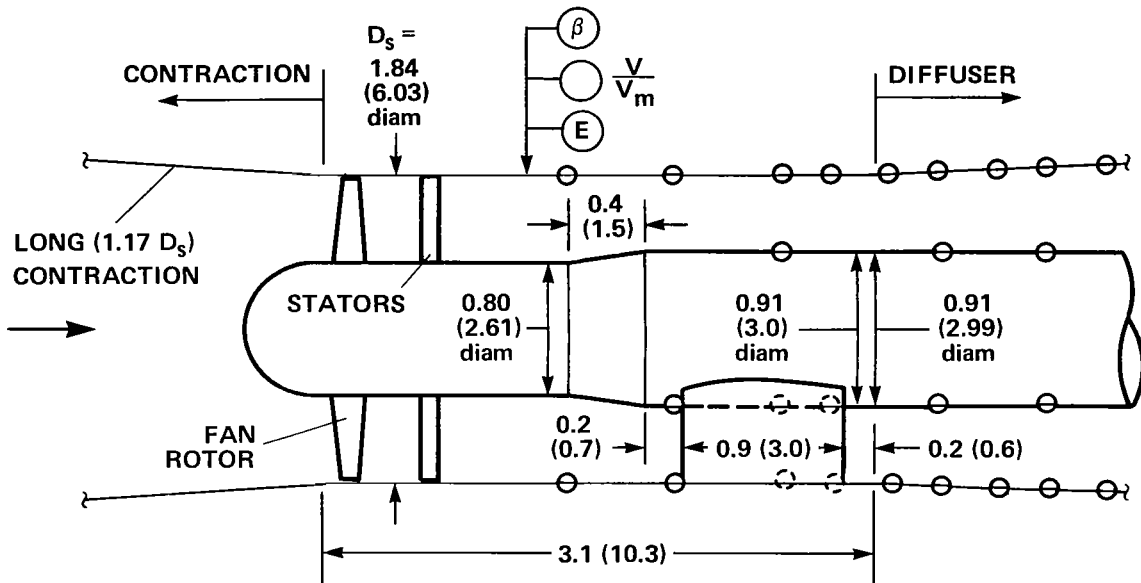 D_s =
1.84
(6.03)
diam
β
V
V_m
E
CONTRACTION
DIFFUSER
LONG (1.17 D_s)
CONTRACTION
0.4
(1.5)
STATORS
0.80
(2.61)
diam
0.91
(3.0)
diam
0.91
(2.99)
diam
FAN
ROTOR
0.2
(0.7)
0.9 (3.0)
0.2 (0.6)
3.1 (10.3)